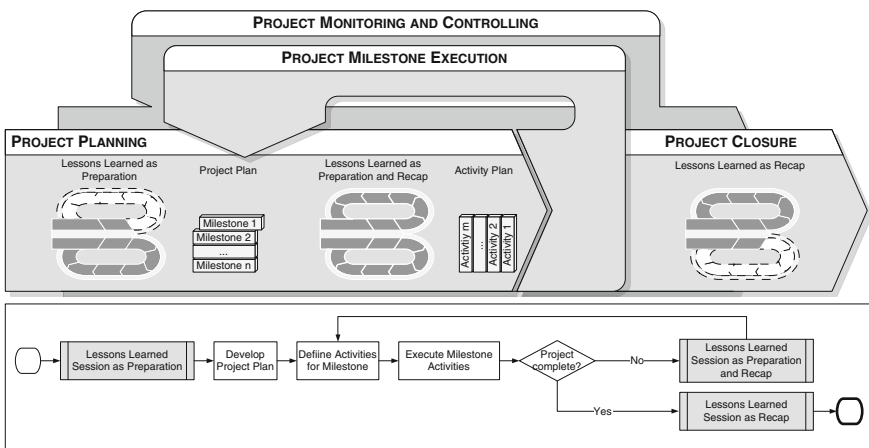 PROJECT MONITORING AND CONTROLLING
PROJECT MILESTONE EXECUTION
PROJECT PLANNING
PROJECT CLOSURE
Lessons Learned as
Preparation
Project Plan
Lessons Learned as
Preparation and Recap
Activity Plan
Lessons Learned as Recap
Milestone 1
Milestone 2
...
Milestone n
Activtiy m
...
Activity 2
Activity 1
Lessons Learned
Session as Preparation
Develop
Project Plan
Defiine Activities
for Milestone
Execute Milestone
Activities
Project
complete?
No
Lessons Learned
Session as Preparation
and Recap
Yes
Lessons Learned
Session as Recap